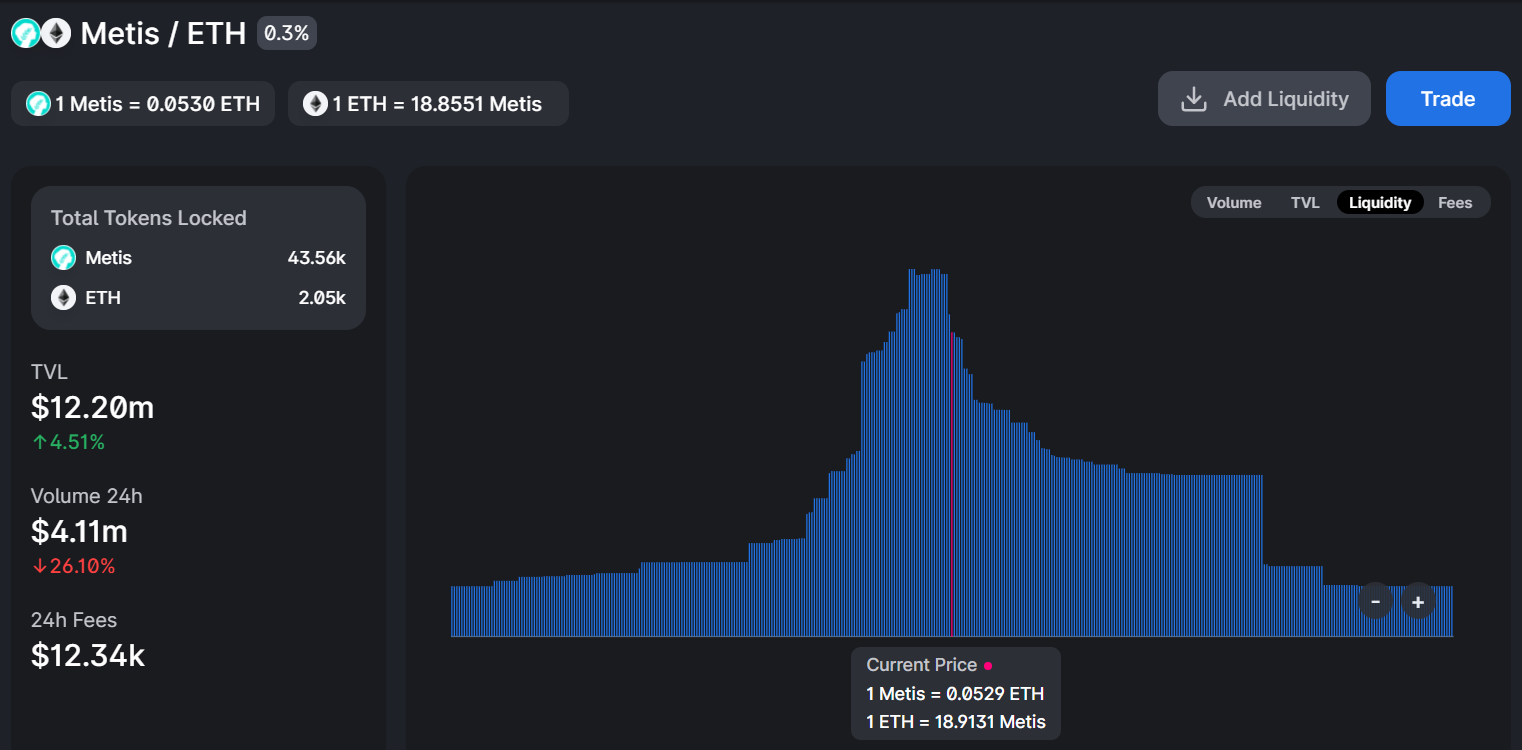 Metis / ETH 0.3%
1 Metis = 0.0530 ETH
1 ETH = 18.8551 Metis
Add Liquidity
Trade
Total Tokens Locked
Metis 43.56k
ETH 2.05k
TVL
$12.20m
↑4.51%
Volume 24h
$4.11m
↓26.10%
24h Fees
$12.34k
Volume TVL Liquidity Fees
- +
Current Price
1 Metis = 0.0529 ETH
1 ETH = 18.9131 Metis